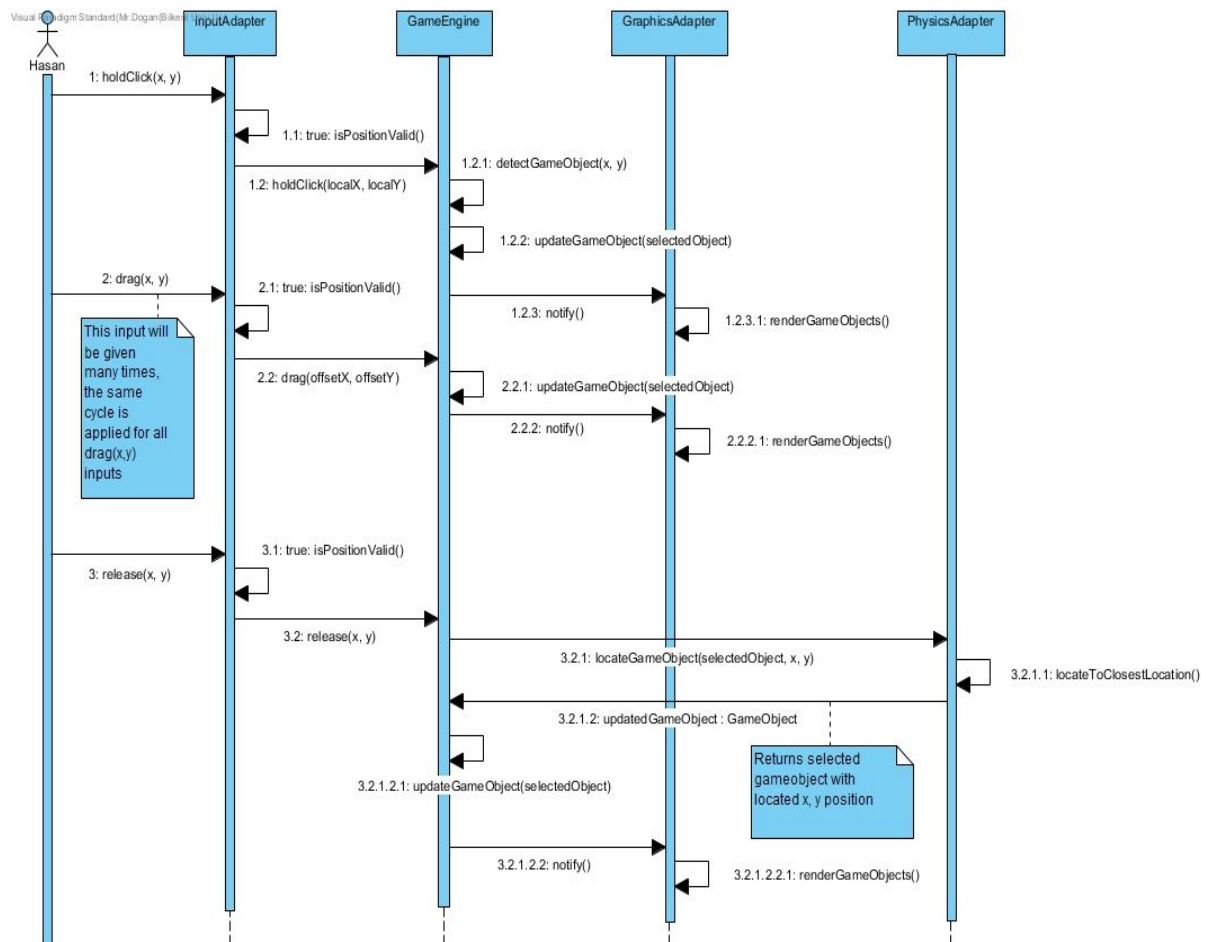 Visual Paradigm Standard(Mr.Dogan(Bilkent
InputAdapter
GameEngine
GraphicsAdapter
PhysicsAdapter
Hasan
1: holdClick(x, y)
1.1: true: isPositionValid()
1.2: holdClick(localX, localY)
1.2.1: detectGameObject(x, y)
1.2.2: updateGameObject(selectedObject)
2: drag(x, y)
2.1: true: isPositionValid()
1.2.3: notify()
1.2.3.1: renderGameObjects()
This input will
be given
many times,
the same
cycle is
applied for all
drag(x,y)
inputs
2.2: drag(offsetX, offsetY)
2.2.1: updateGameObject(selectedObject)
2.2.2: notify()
2.2.2.1: renderGameObjects()
3: release(x, y)
3.1: true: isPositionValid()
3.2: release(x, y)
3.2.1: locateGameObject(selectedObject, x, y)
3.2.1.1: locateToClosestLocation()
3.2.1.2: updatedGameObject : GameObject
Returns selected
gameobject with
located x, y position
3.2.1.2.1: updateGameObject(selectedObject)
3.2.1.2.2: notify()
3.2.1.2.2.1: renderGameObjects()